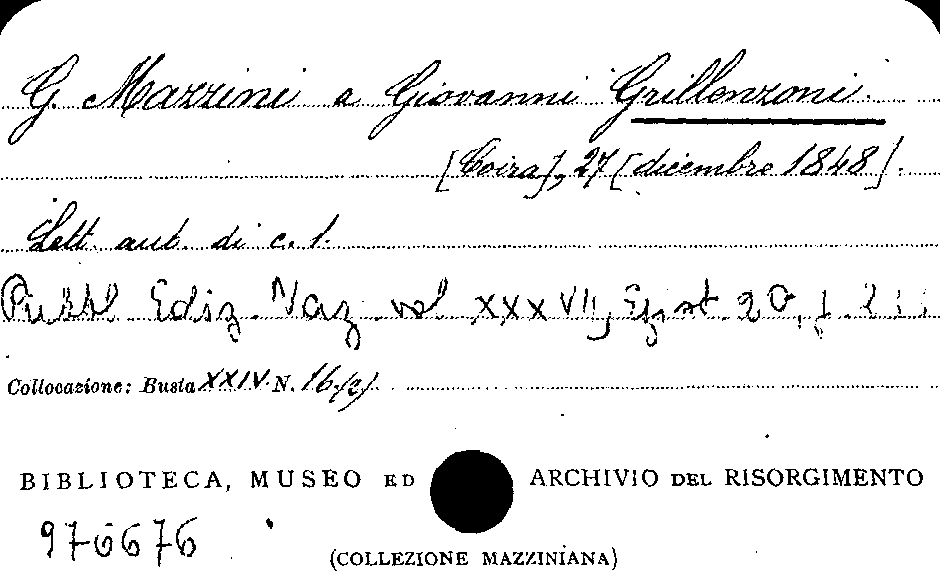 G. Mazzini a Giovanni Grillenzoni.
[Coira], 27 [dicembre 1848].
Lett. aut. di c. 1.
Pubbl. Ediz. Naz. vol. XXXVII, Epist. 20, p.
Collocazione: Busta XXIV N. 16 (2)
BIBLIOTECA, MUSEO ED ARCHIVIO DEL RISORGIMENTO
970676
(COLLEZIONE MAZZINIANA)